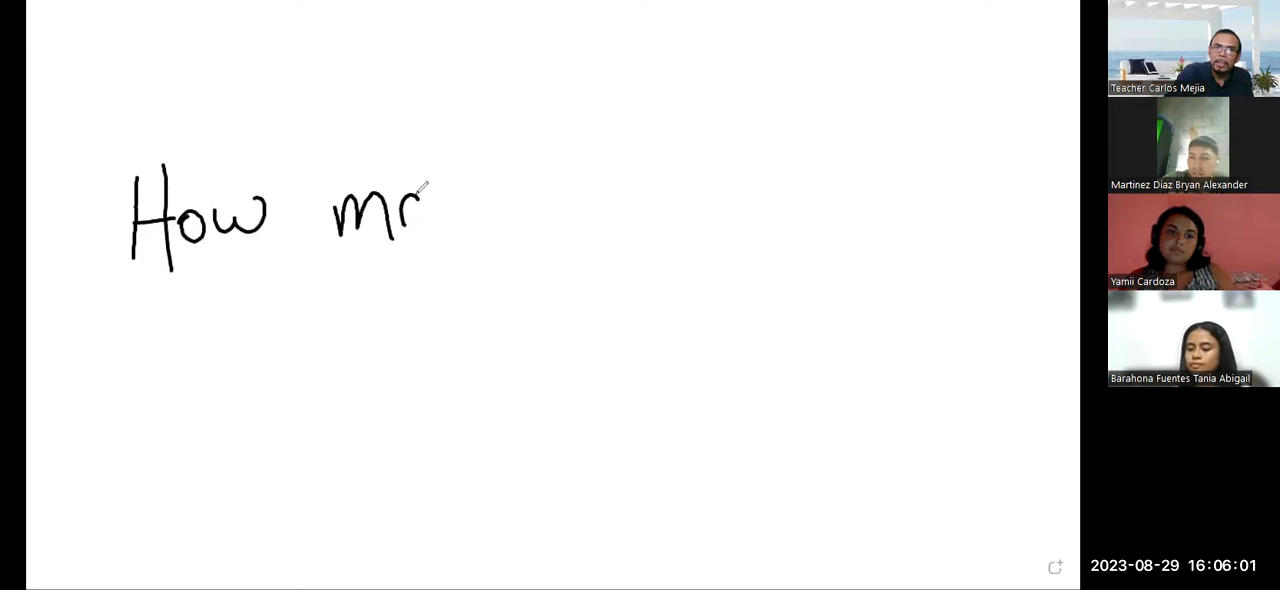 How
Teacher Carlos Mejia
Martinez Diaz Bryan Alexander
Yamii Cardoza
Barahona Fuentes Tania Abigail
2023-08-29 16:06:01